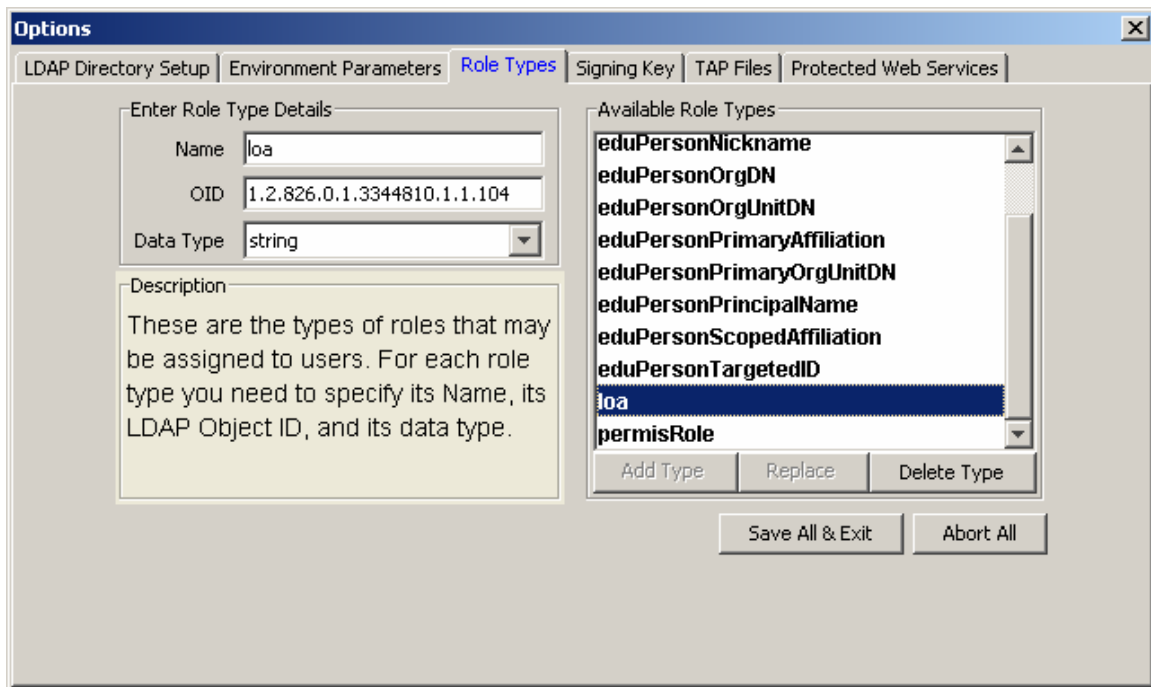 Options
LDAP Directory Setup
Environment Parameters
Role Types
Signing Key
TAP Files
Protected Web Services
Enter Role Type Details
Name
loa
OID
1.2.826.0.1.3344810.1.1.104
Data Type
string
Description
These are the types of roles that may
be assigned to users. For each role
type you need to specify its Name, its
LDAP Object ID, and its data type.
Available Role Types
eduPersonNickname
eduPersonOrgDN
eduPersonOrgUnitDN
eduPersonPrimaryAffiliation
eduPersonPrimaryOrgUnitDN
eduPersonPrincipalName
eduPersonScopedAffiliation
eduPersonTargetedID
loa
permisRole
Add Type
Replace
Delete Type
Save All & Exit
Abort All